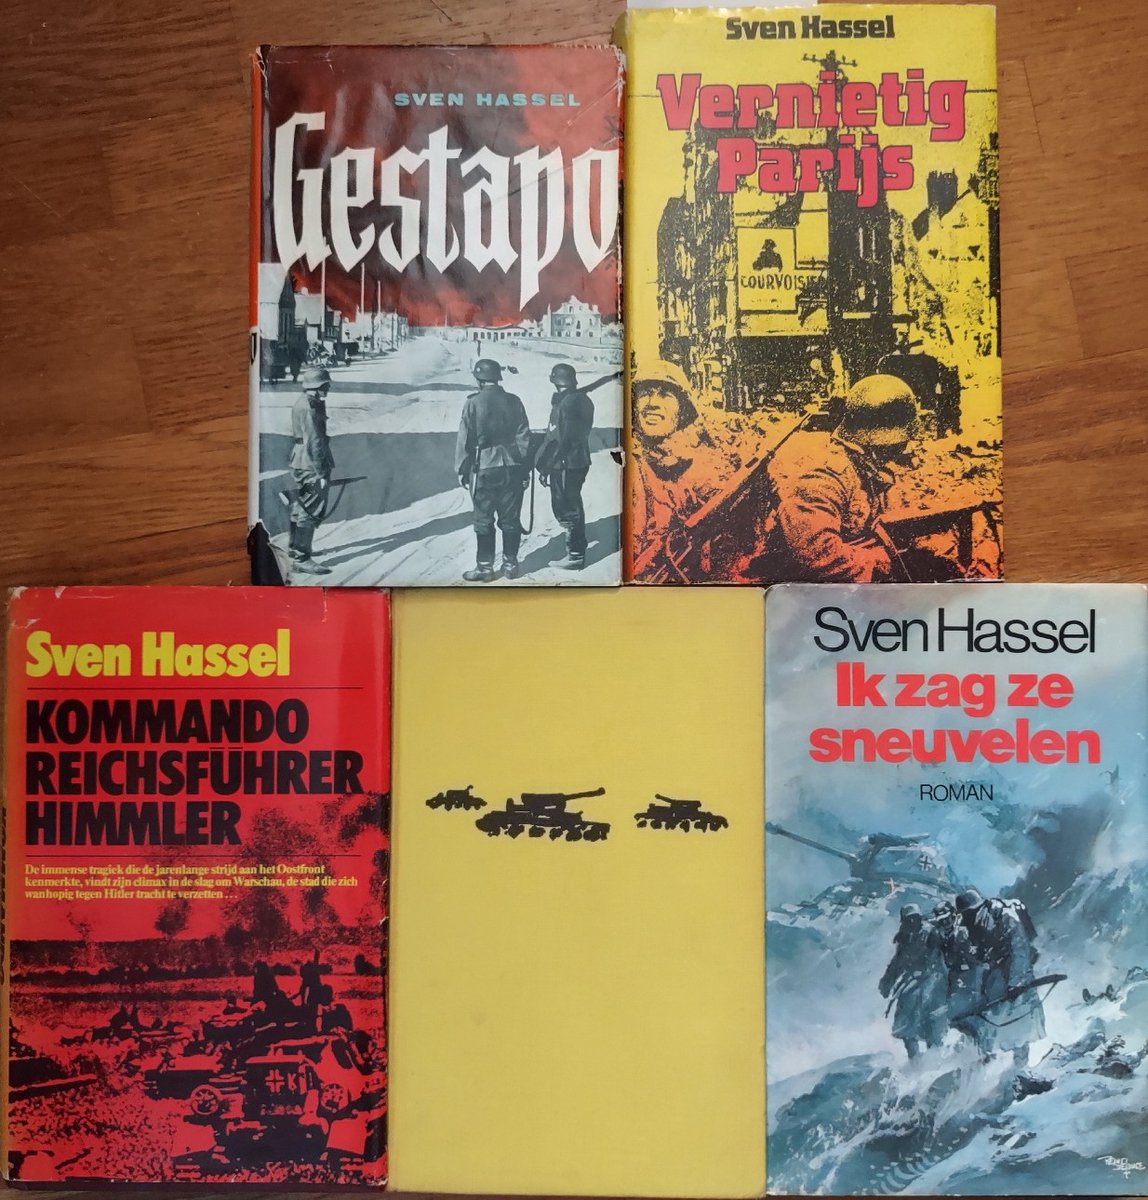 SVEN HASSEL
Gestapo
Sven Hassel
Vernietig
Parijs
COURVOISIER
Sven Hassel
KOMMANDO
REICHSFÜHRER
HIMMLER
De immense tragiek die de jarenlange strijd aan het Oostfront
kenmerkte, vindt zijn climax in de slag om Warschau, de stad die zich
wanhopig tegen Hitler tracht te verzetten . . .
Sven Hassel
Ik zag ze
sneuvelen
ROMAN